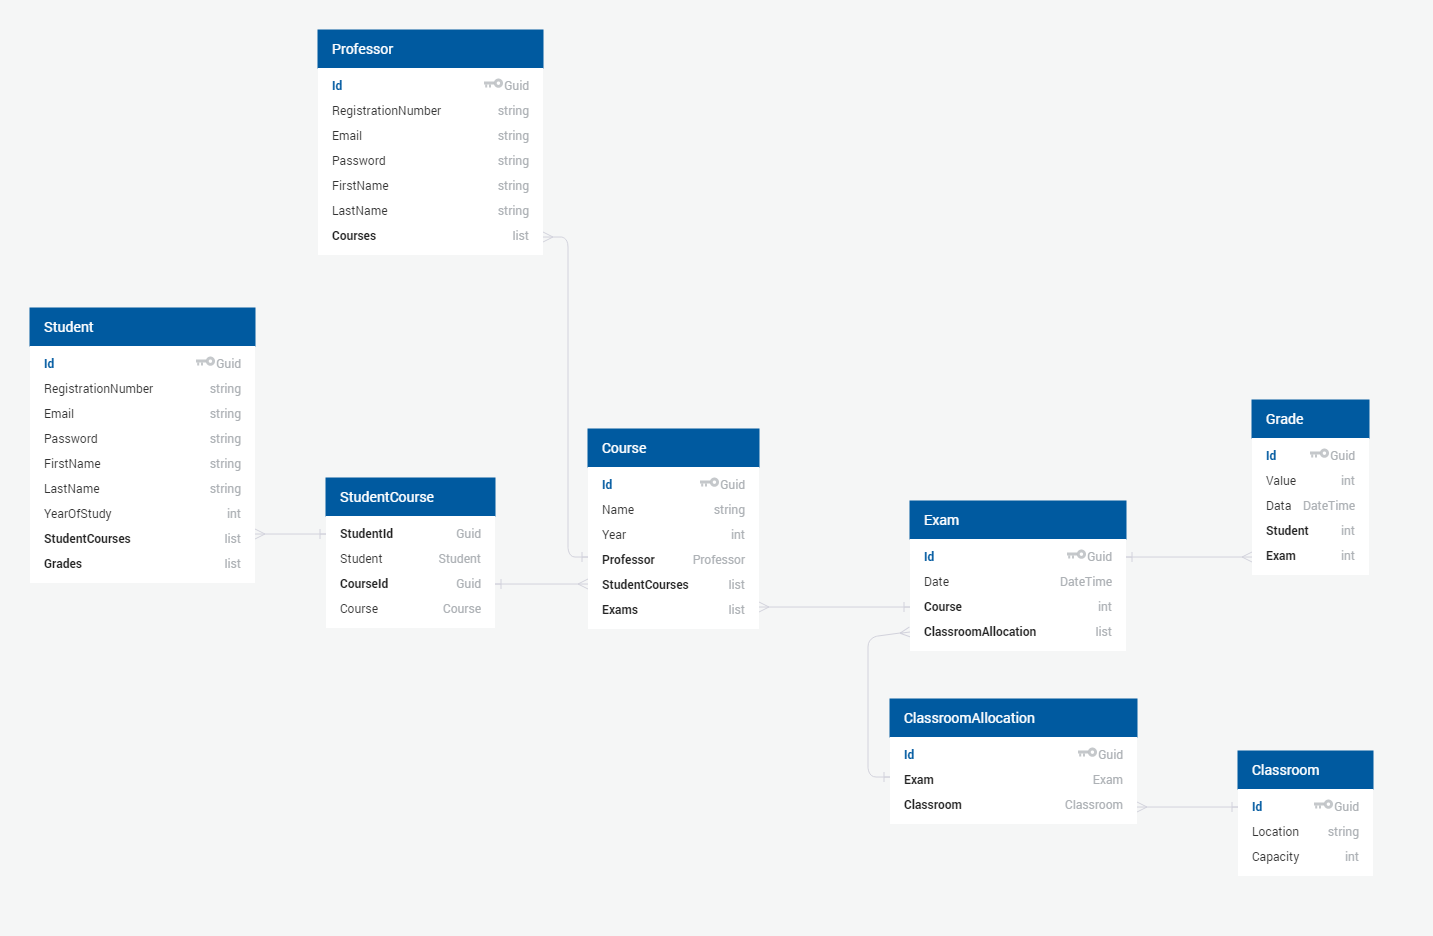 Professor
Id Guid
RegistrationNumber string
Email string
Password string
FirstName string
LastName string
Courses list
Student
Id Guid
RegistrationNumber string
Email string
Password string
FirstName string
LastName string
YearOfStudy int
StudentCourses list
Grades list
StudentCourse
StudentId Guid
Student Student
CourseId Guid
Course Course
Course
Id Guid
Name string
Year int
Professor Professor
StudentCourses list
Exams list
Exam
Id Guid
Date DateTime
Course int
ClassroomAllocation list
Grade
Id Guid
Value int
Data DateTime
Student int
Exam int
ClassroomAllocation
Id Guid
Exam Exam
Classroom Classroom
Classroom
Id Guid
Location string
Capacity int